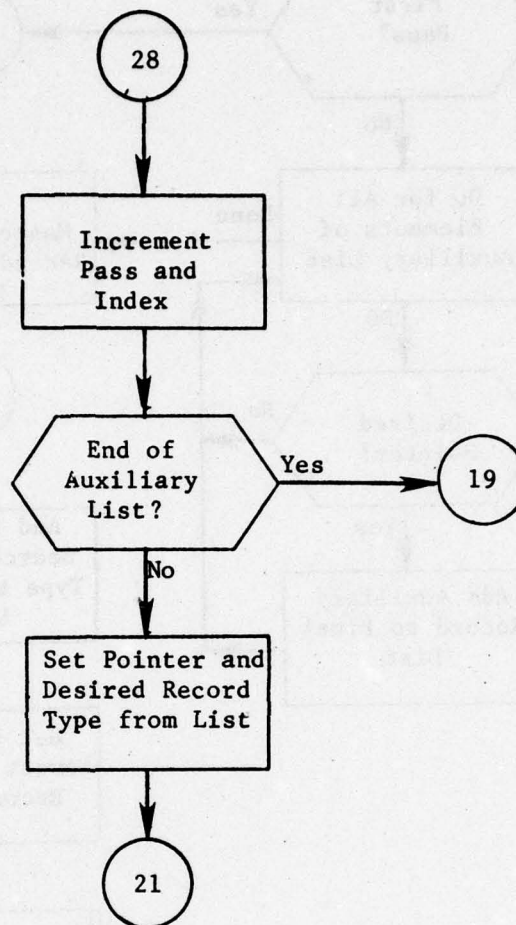 28
Increment
Pass and
Index
End of
Auxiliary
List?
Yes
19
No
Set Pointer and
Desired Record
Type from List
21